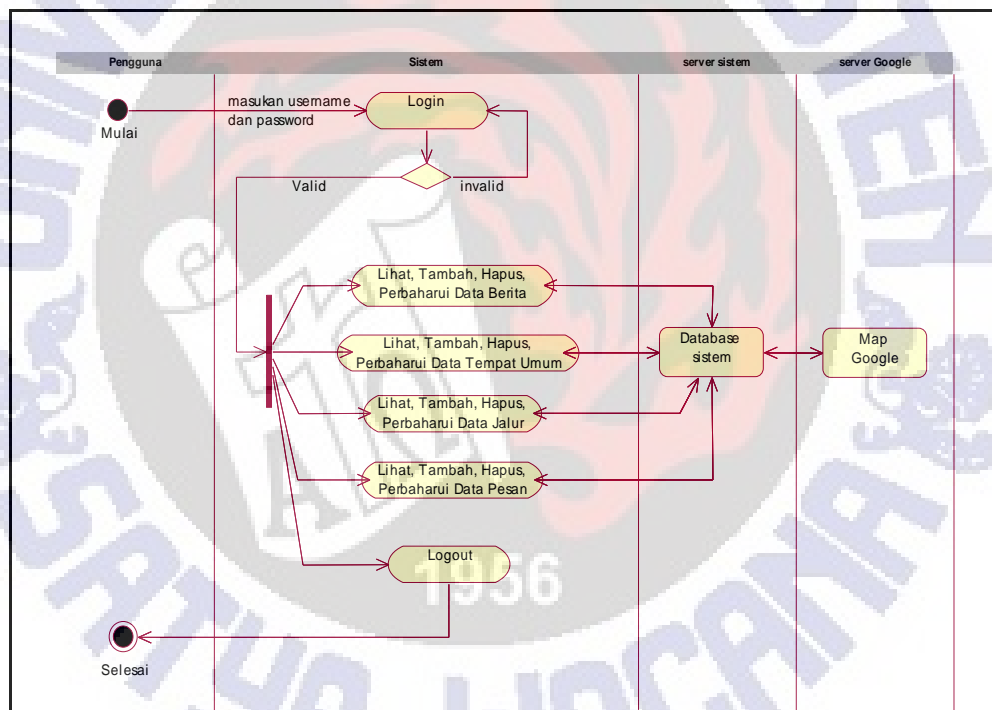 Pengguna
Sistem
server sistem
server Google
masukan username
dan password
Login
Mulai
Valid
invalid
Lihat, Tambah, Hapus,
Perbaharui Data Berita
Lihat, Tambah, Hapus,
Perbaharui Data Tempat Umum
Database
sistem
Map
Google
Lihat, Tambah, Hapus,
Perbaharui Data Jalur
Lihat, Tambah, Hapus,
Perbaharui Data Pesan
Logout
1956
Selesai